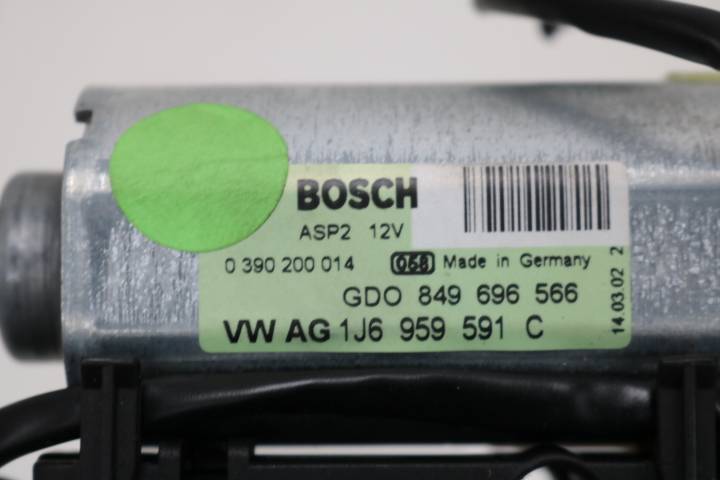 BOSCH
ASP2 12V
0 390 200 014 068 Made in Germany
GDO 849 696 566
VW AG 1J6 959 591 C
14.03.02 2